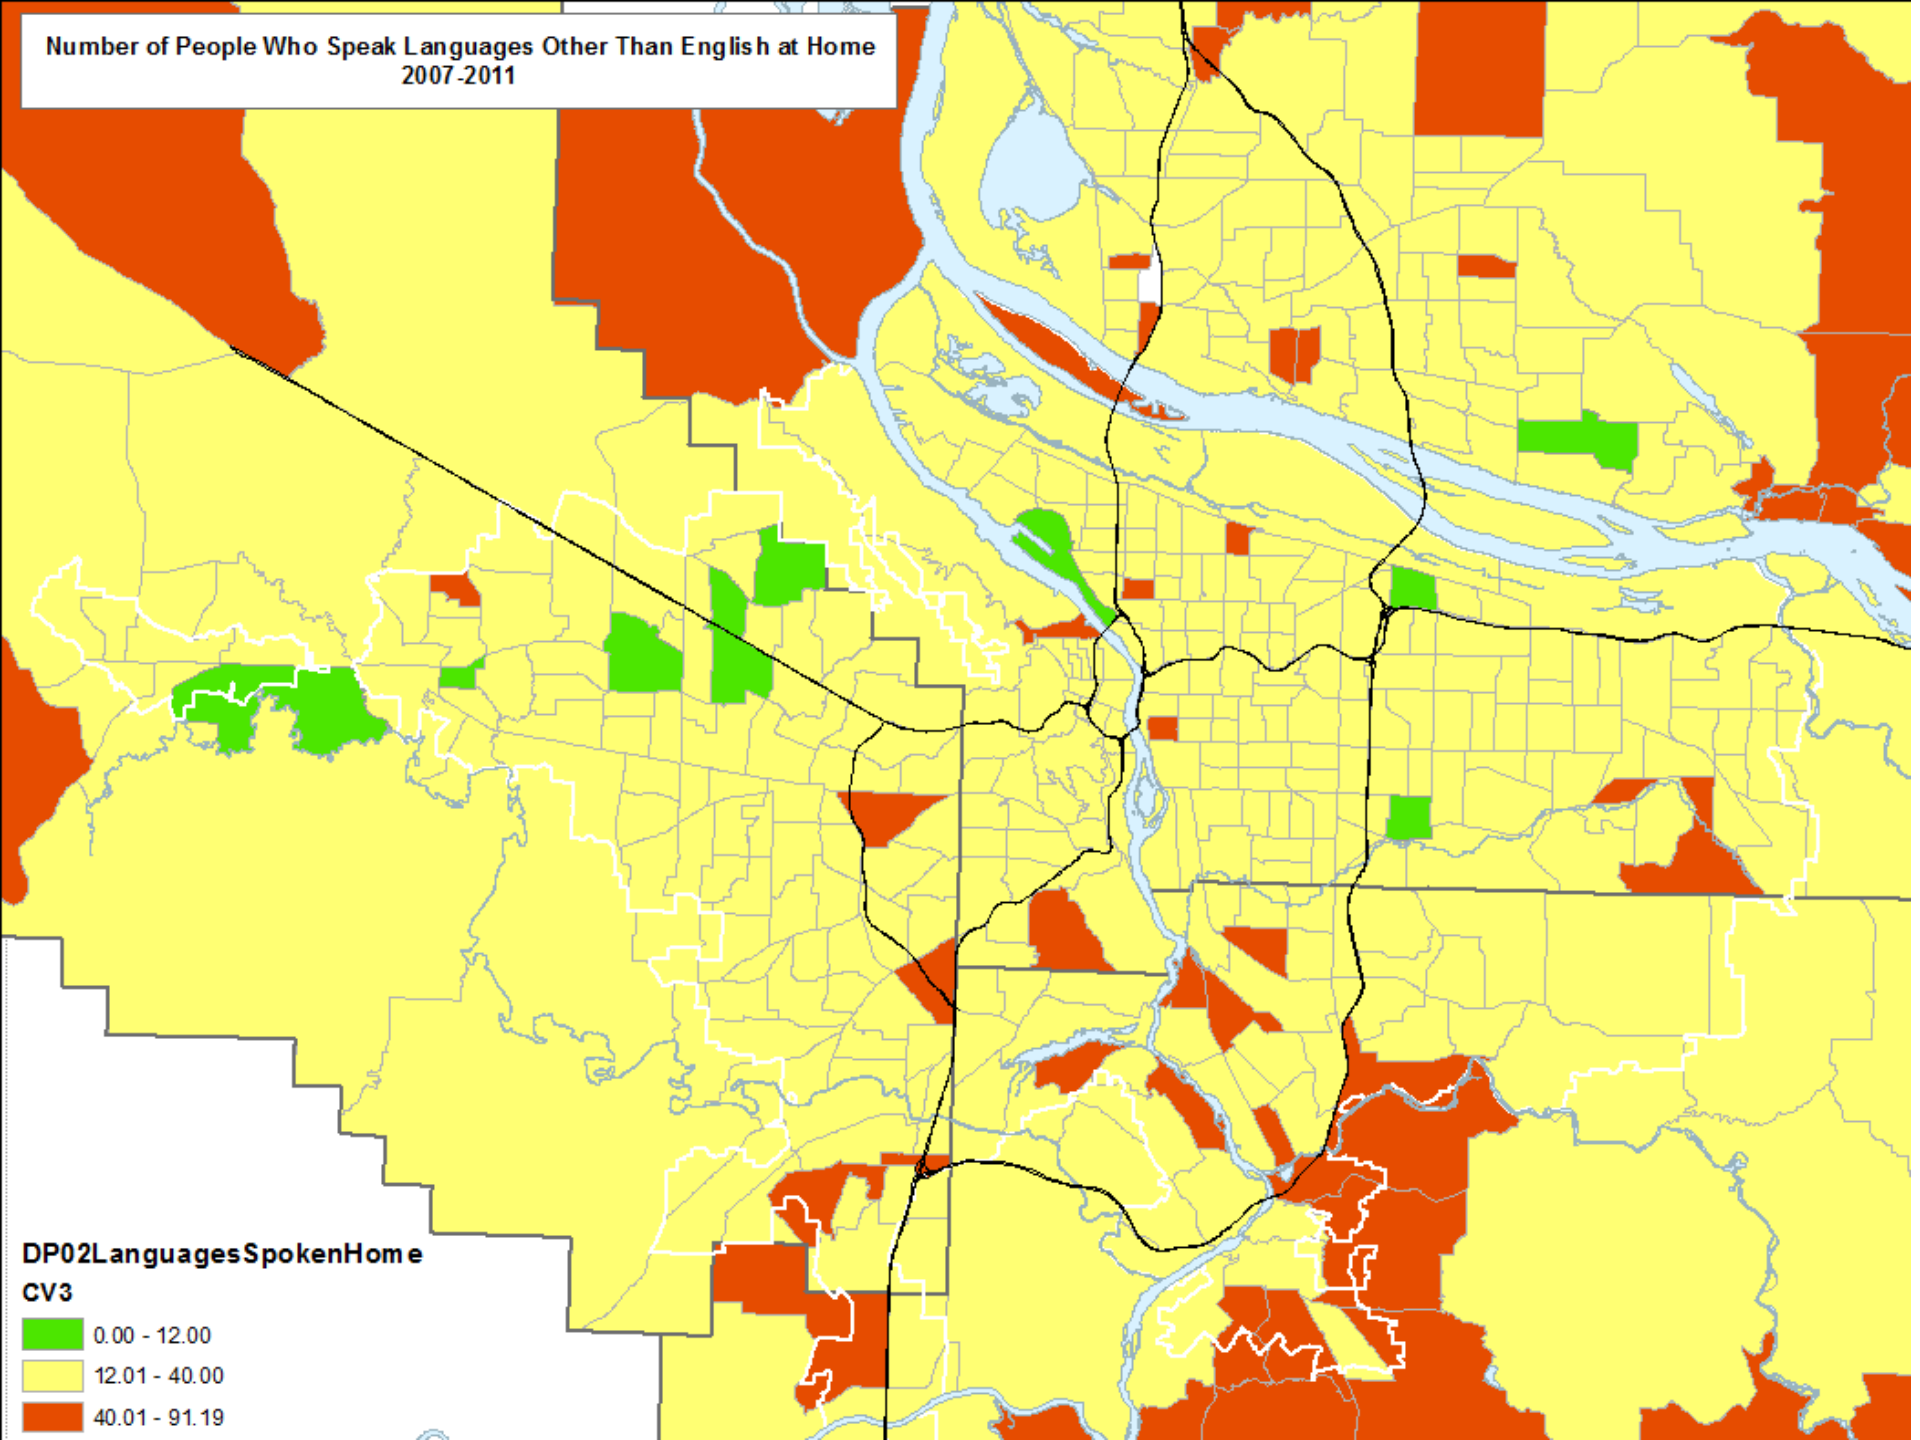 Number of People Who Speak Languages Other Than English at Home
2007-2011
DP02LanguagesSpokenHome
CV3
0.00 - 12.00
12.01 - 40.00
40.01 - 91.19